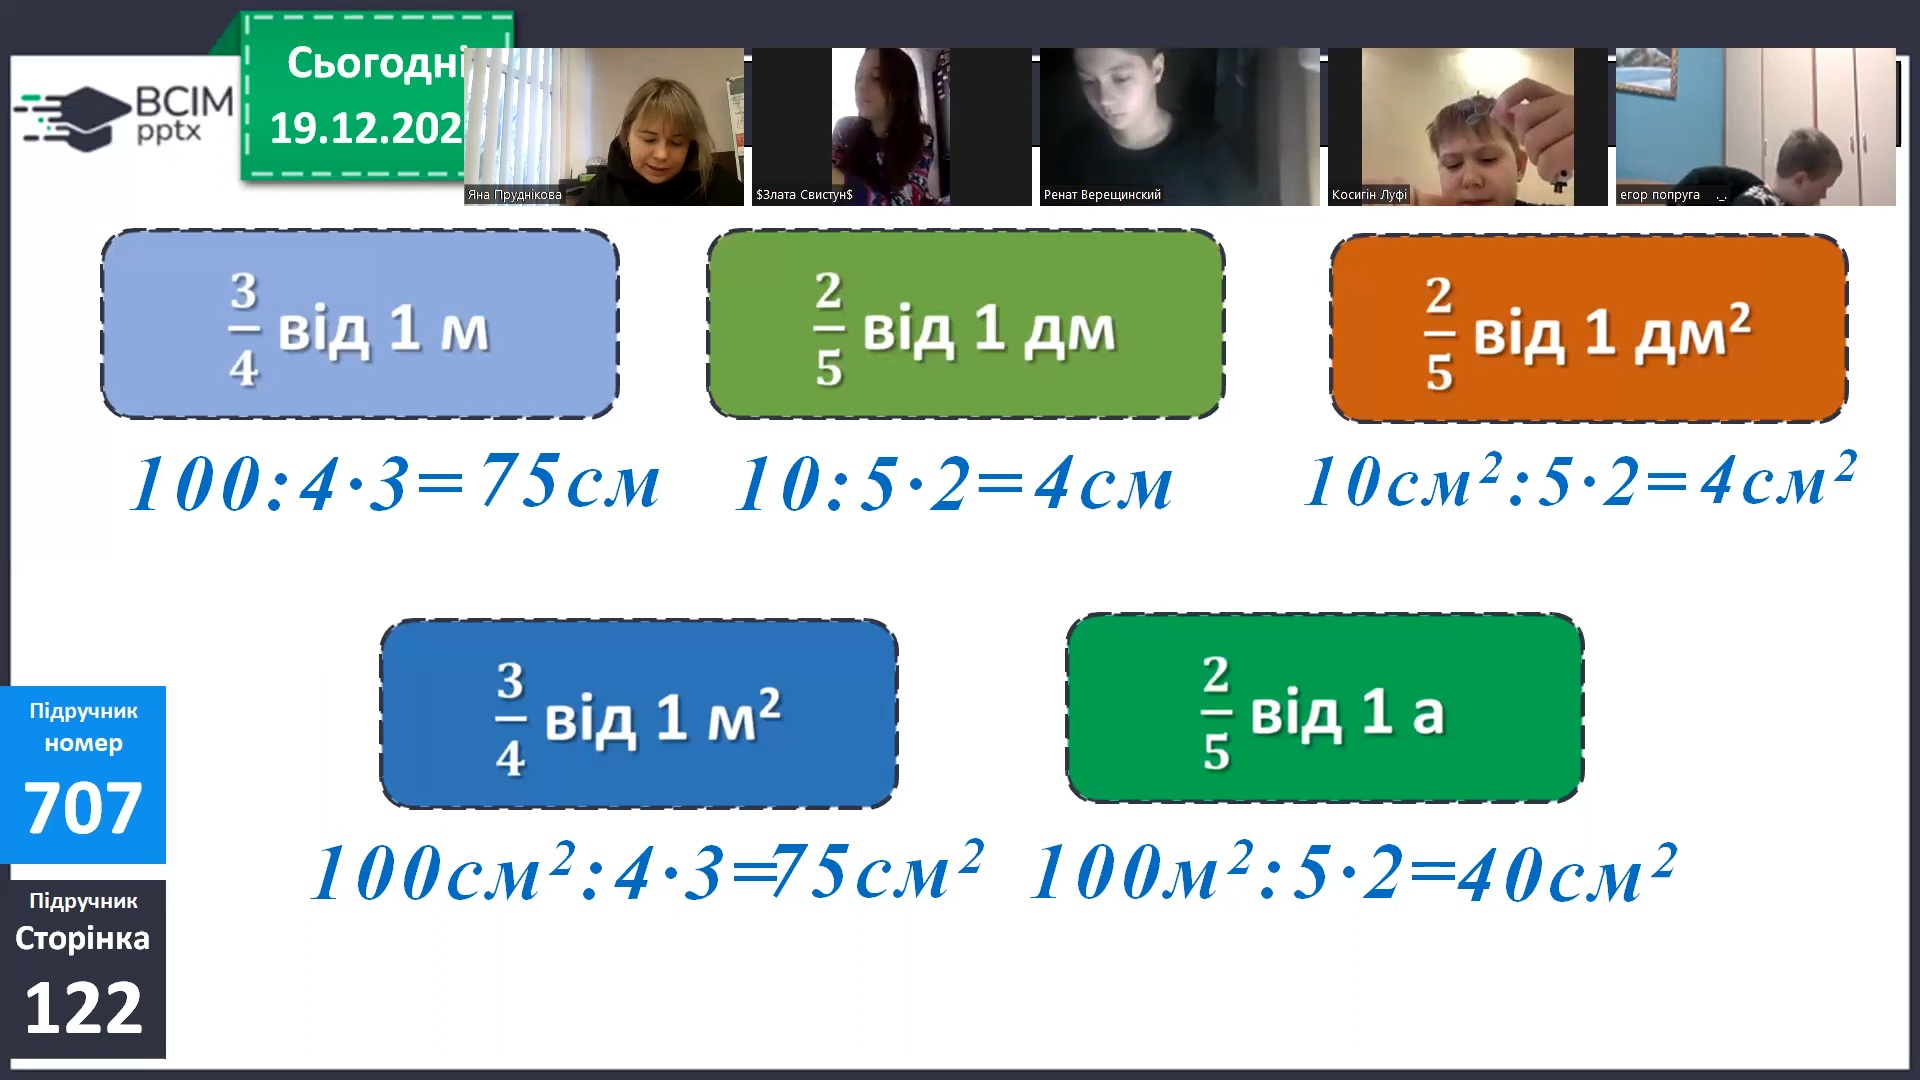 ВСІМ
pptx
Сьогодні
19.12.202
Яна Пруднікова
$Злата Свистун$
Ренат Верещинский
Косигін Луфі
егор попруга ._.
3/4 від 1 м
2/5 від 1 дм
2/5 від 1 дм²
100:4·3=75см
10:5·2=4см
10см²:5·2=4см²
3/4 від 1 м²
2/5 від 1 а
100см²:4·3=75см²
100м²:5·2=40см²
Підручник
номер
707
Підручник
Сторінка
122